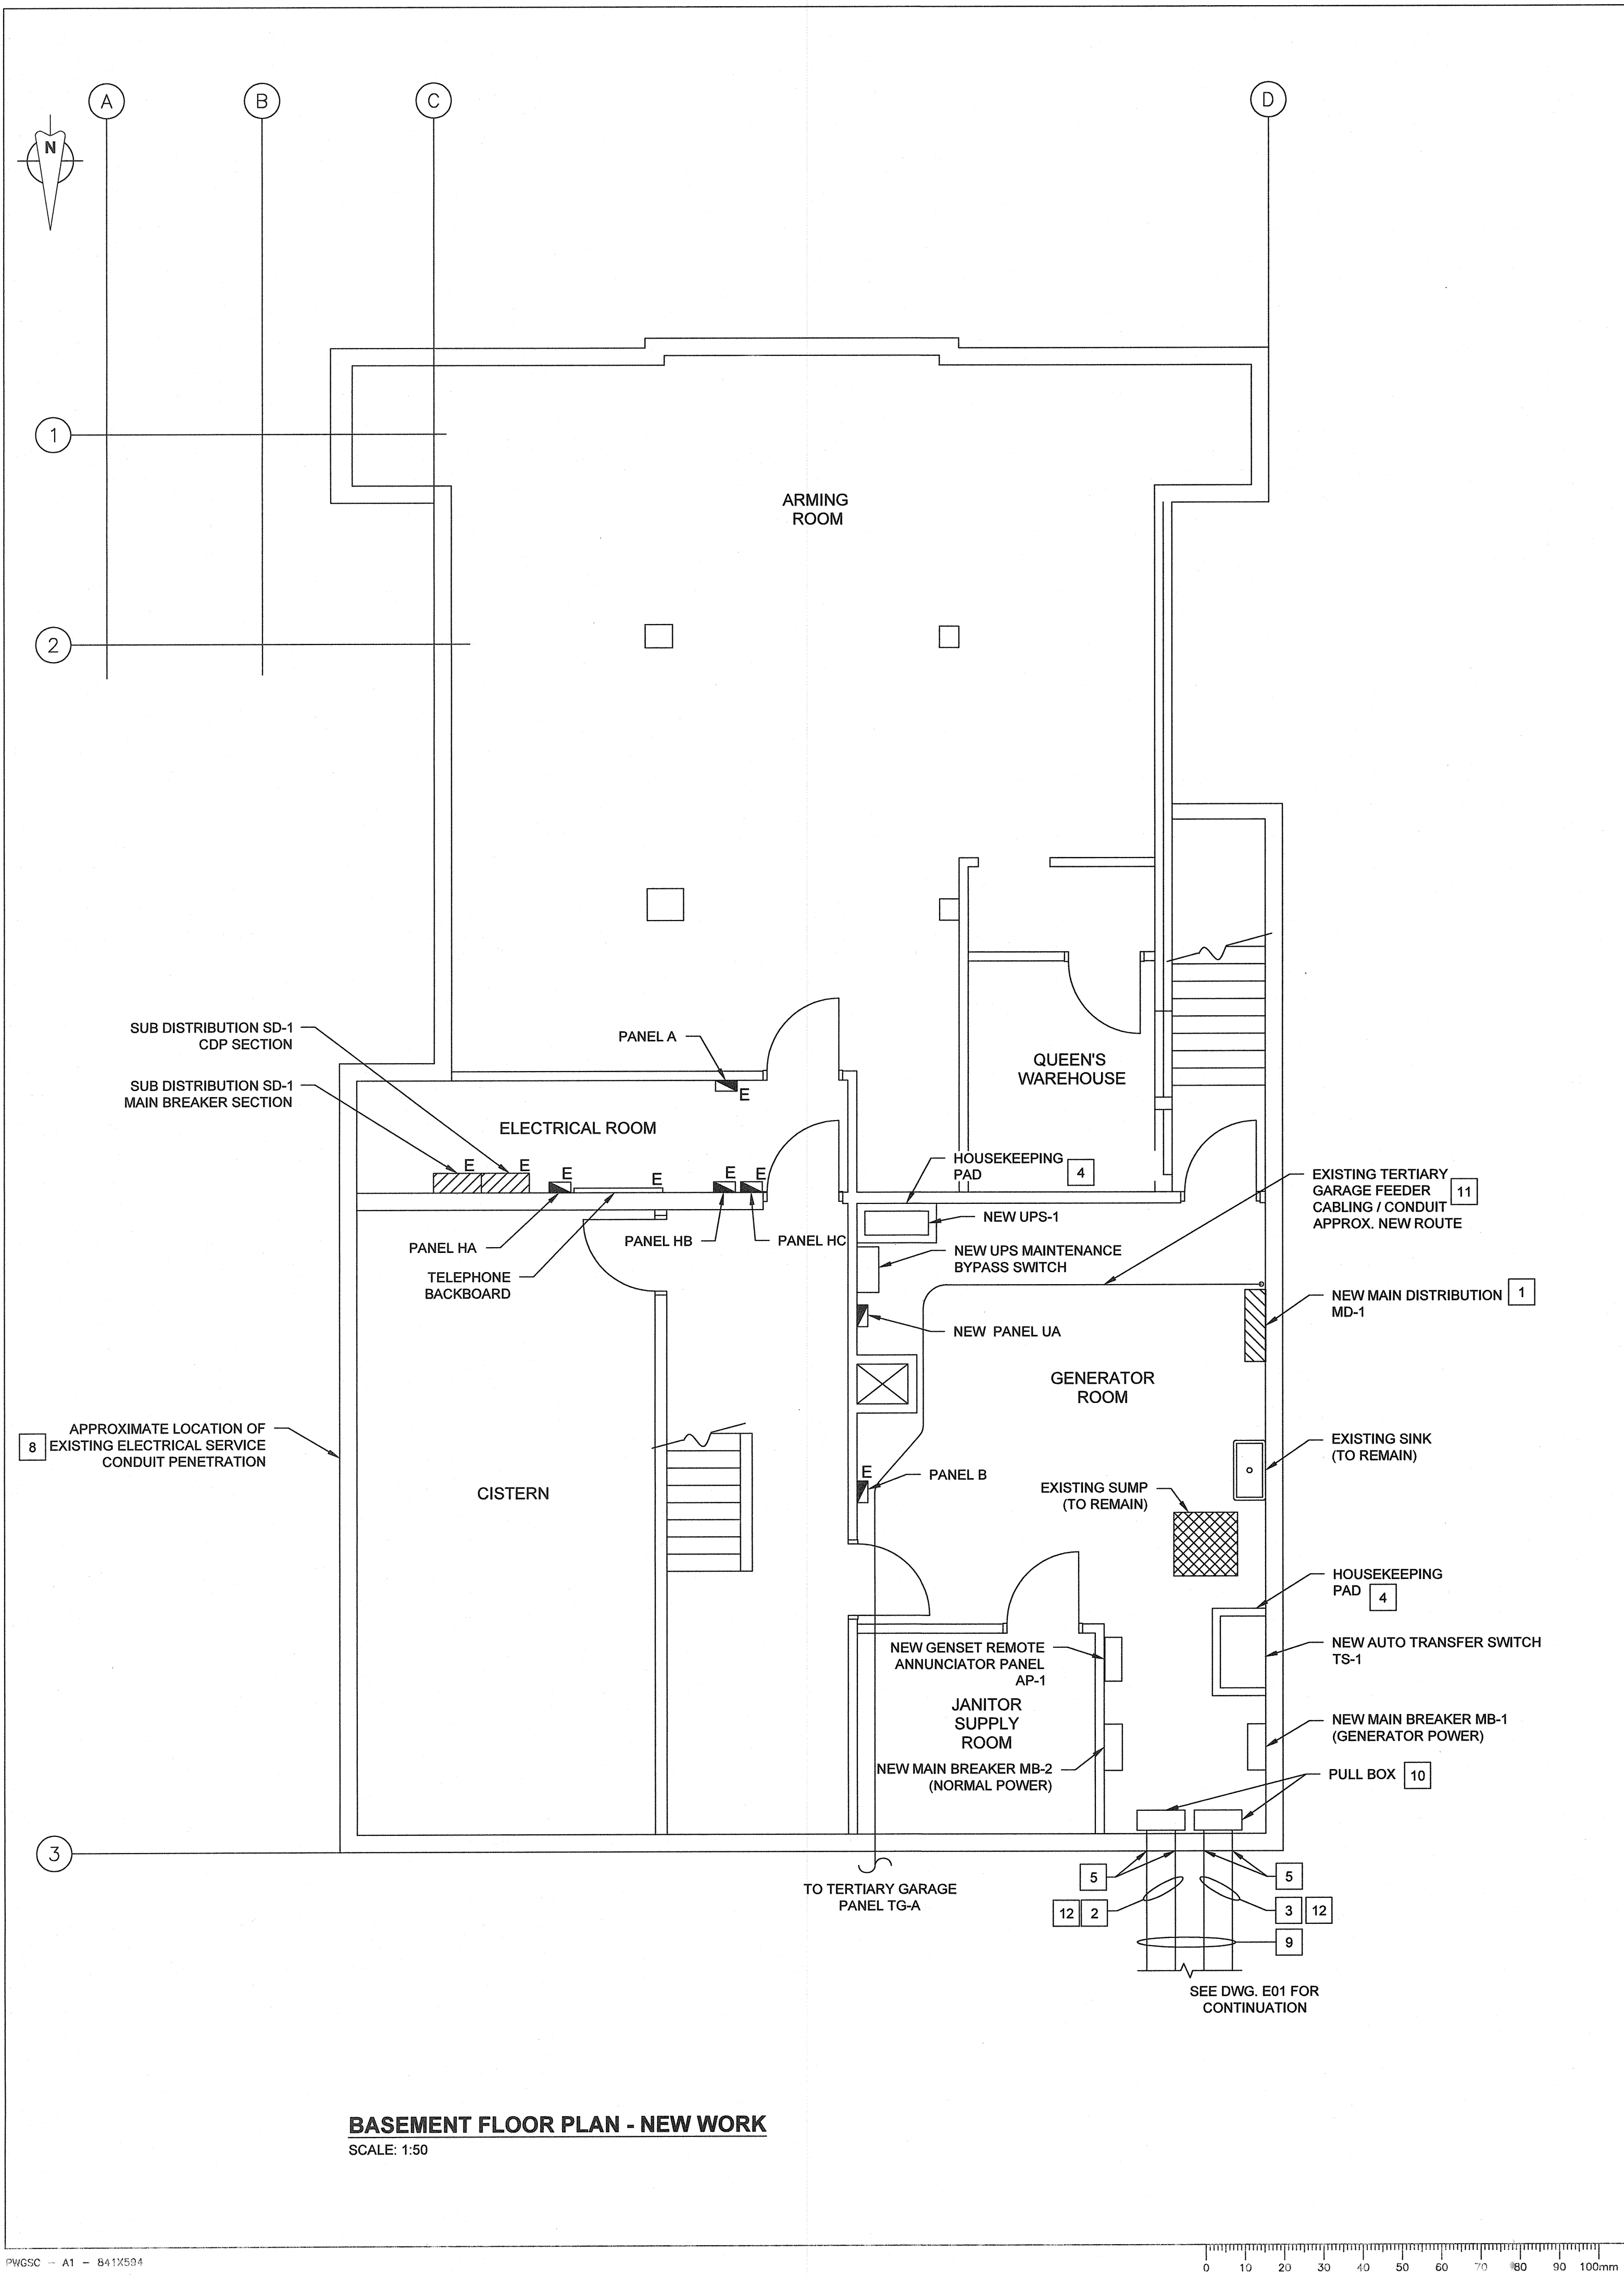 A
B
C
D
N
1
ARMING
ROOM
2
SUB DISTRIBUTION SD-1
CDP SECTION
PANEL A
E
QUEEN'S
WAREHOUSE
SUB DISTRIBUTION SD-1
MAIN BREAKER SECTION
ELECTRICAL ROOM
E
E
E
E
E
E
HOUSEKEEPING
PAD
4
EXISTING TERTIARY
GARAGE FEEDER
CABLING / CONDUIT
APPROX. NEW ROUTE
11
NEW UPS-1
PANEL HA
PANEL HB
PANEL HC
NEW UPS MAINTENANCE
BYPASS SWITCH
TELEPHONE
BACKBOARD
NEW MAIN DISTRIBUTION
MD-1
1
NEW PANEL UA
GENERATOR
ROOM
8
APPROXIMATE LOCATION OF
EXISTING ELECTRICAL SERVICE
CONDUIT PENETRATION
EXISTING SINK
(TO REMAIN)
E
PANEL B
CISTERN
EXISTING SUMP
(TO REMAIN)
HOUSEKEEPING
PAD
4
NEW GENSET REMOTE
ANNUNCIATOR PANEL
AP-1
NEW AUTO TRANSFER SWITCH
TS-1
JANITOR
SUPPLY
ROOM
NEW MAIN BREAKER MB-1
(GENERATOR POWER)
NEW MAIN BREAKER MB-2
(NORMAL POWER)
PULL BOX
10
3
TO TERTIARY GARAGE
PANEL TG-A
5
5
12
2
3
12
9
SEE DWG. E01 FOR
CONTINUATION
BASEMENT FLOOR PLAN - NEW WORK
SCALE: 1:50
PWGSC - A1 - 841X594
0 10 20 30 40 50 60 70 80 90 100mm